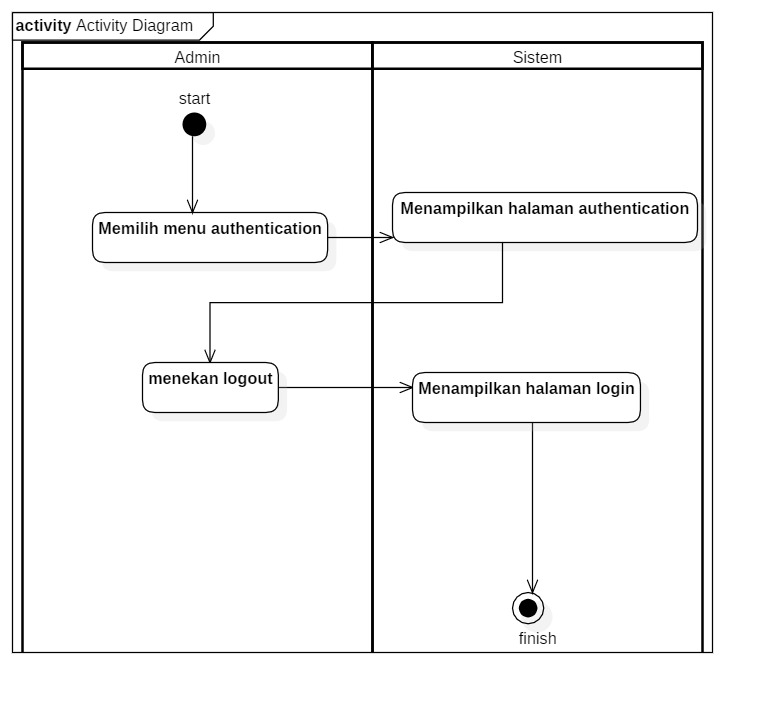 activity Activity Diagram
Admin
Sistem
start
Memilih menu authentication
Menampilkan halaman authentication
menekan logout
Menampilkan halaman login
finish